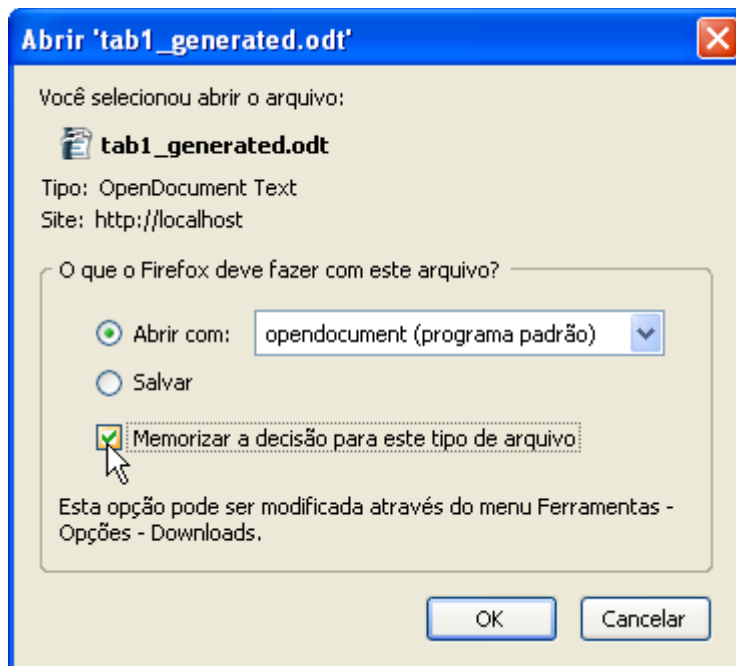 Abrir 'tab1_generated.odt'
Você selecionou abrir o arquivo:
tab1_generated.odt
Tipo: OpenDocument Text
Site: http://localhost
O que o Firefox deve fazer com este arquivo?
Abrir com: opendocument (programa padrão)
Salvar
Memorizar a decisão para este tipo de arquivo
Esta opção pode ser modificada através do menu Ferramentas -
Opções - Downloads.
OK Cancelar